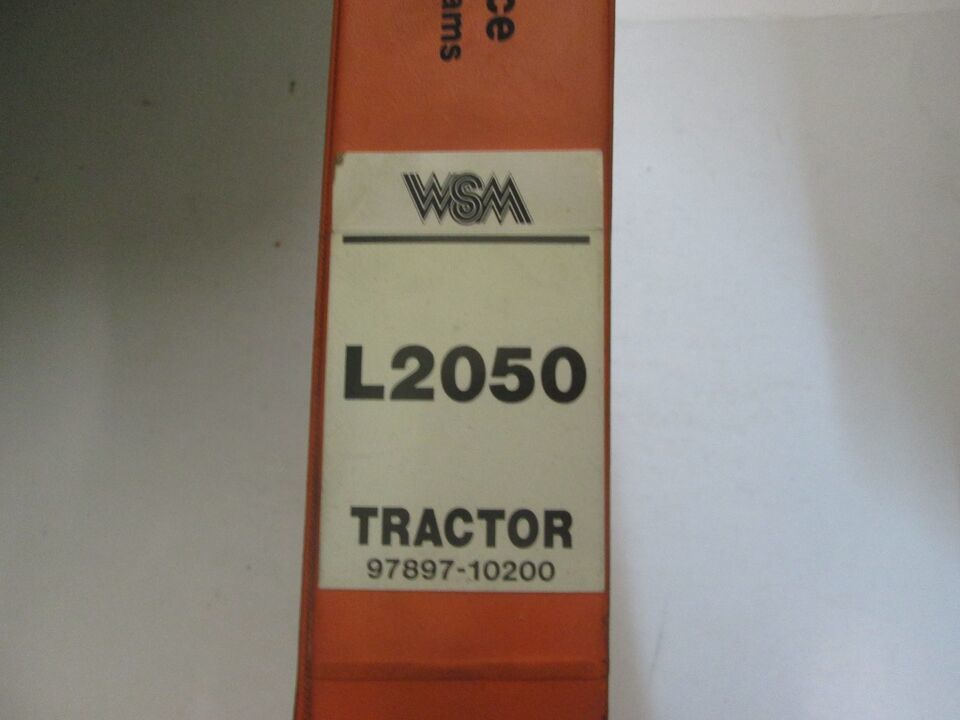 ce
ams
WSM
L2050
TRACTOR
97897-10200